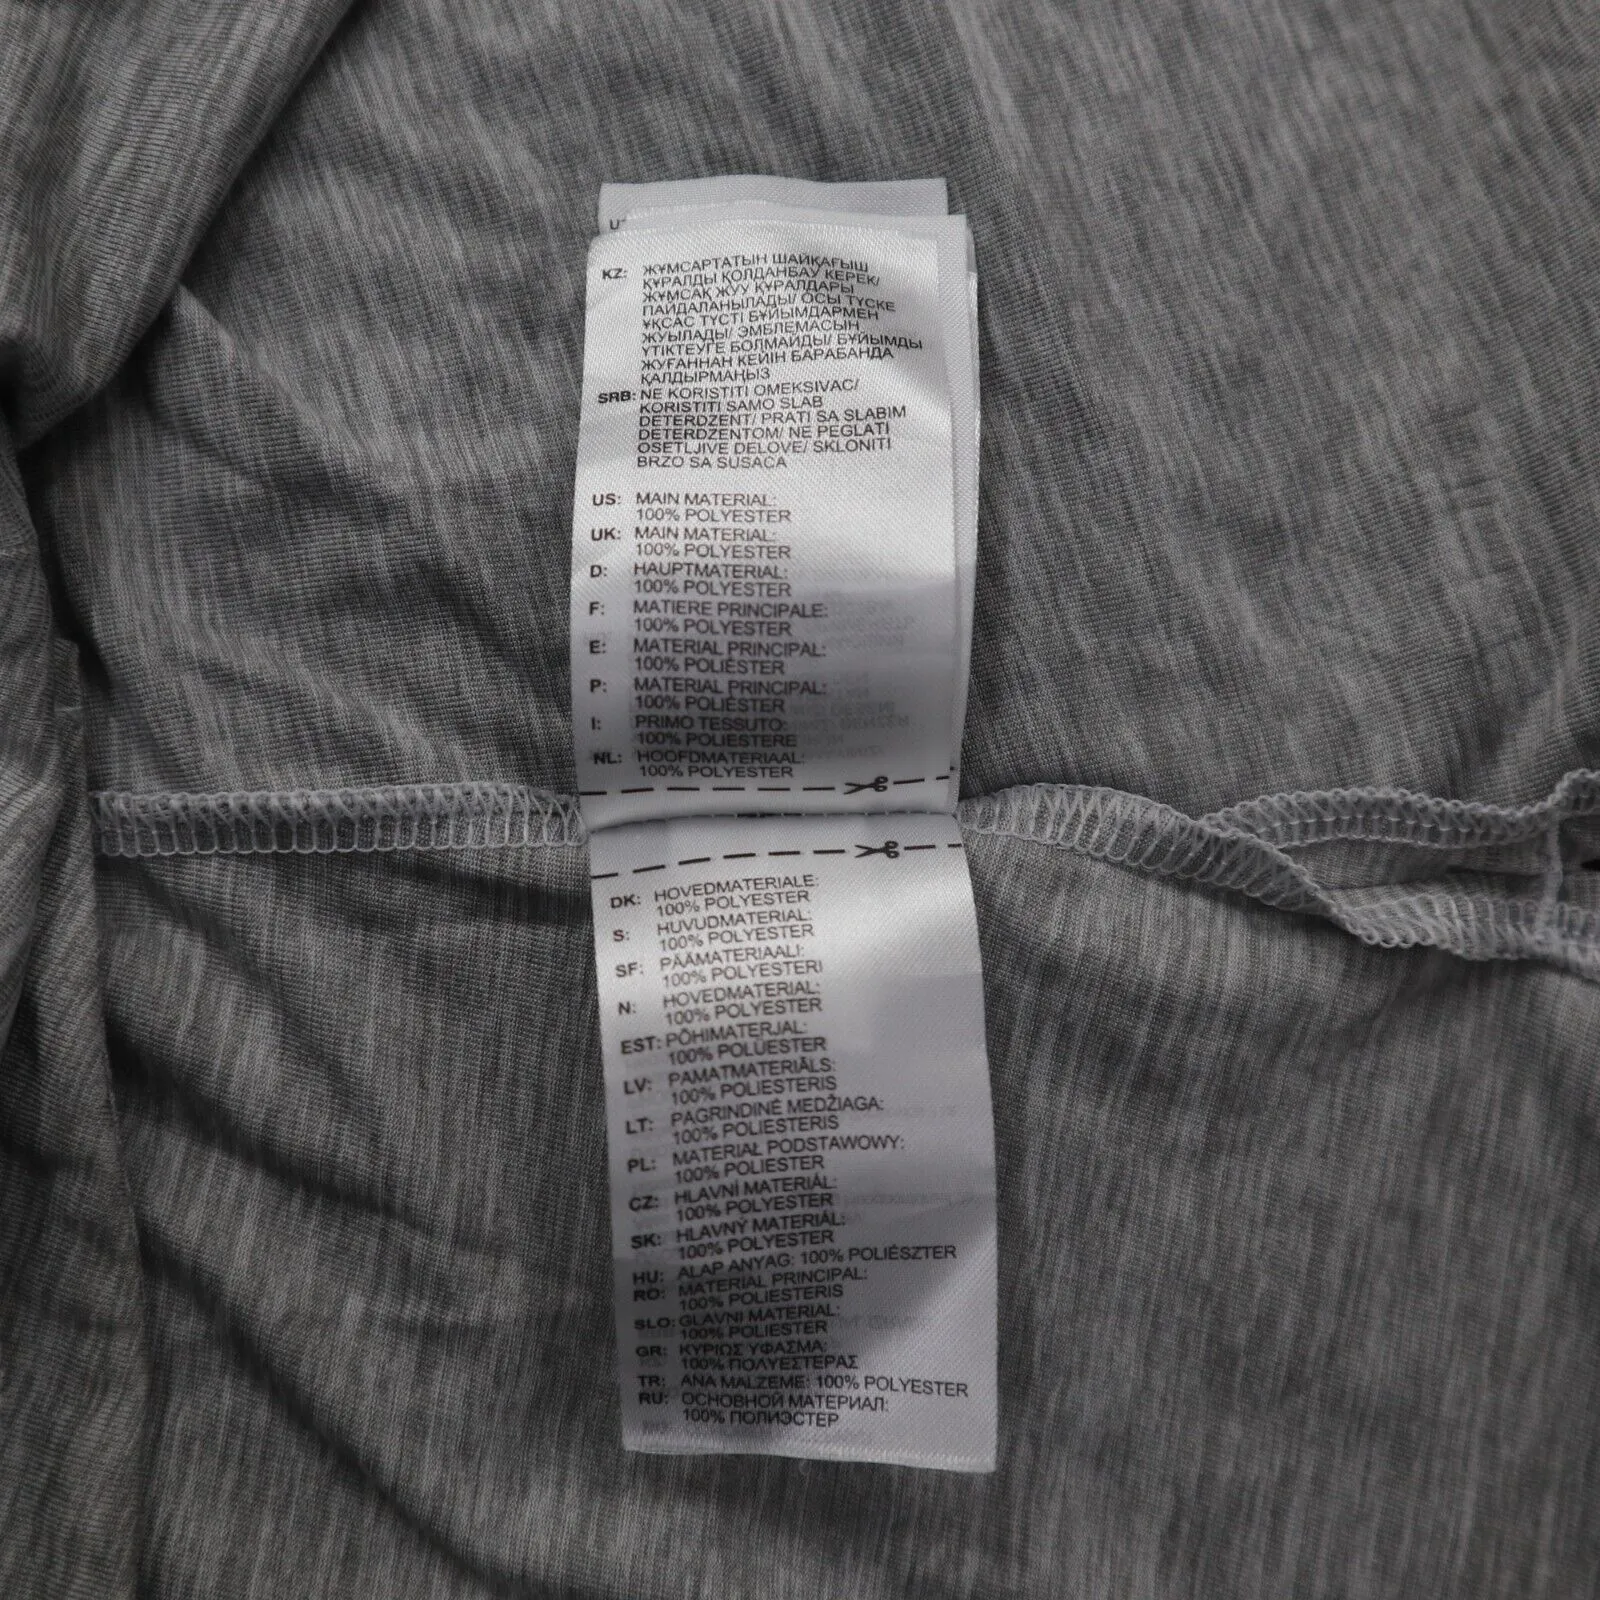 KZ: ЖҰМСАРТАТЫН ШАЙҚАҒЫШ
ҚҰРАЛДЫ ҚОЛДАНБАУ КЕРЕК/
ЖҰМСАҚ ЖУУ ҚҰРАЛДАРЫ
ПАЙДАЛАНЫЛАДЫ/ ОСЫ ТҮСКЕ
ҰҚСАС ТҮСТІ БҰЙЫМДАРМЕН
ЖУЫЛАДЫ/ ЭМБЛЕМАСЫН
ҮТІКТЕУГЕ БОЛМАЙДЫ/ БҰЙЫМДЫ
ЖУҒАННАН КЕЙІН БАРАБАНДА
ҚАЛДЫРМАҢЫЗ
SRB: NE KORISTITI OMEKSIVAC/
KORISTITI SAMO SLAB
DETERDZENT/ PRATI SA SLABIM
DETERDZENTOM/ NE PEGLATI
OSETLJIVE DELOVE/ SKLONITI
BRZO SA SUSACA
US: MAIN MATERIAL:
100% POLYESTER
UK: MAIN MATERIAL:
100% POLYESTER
D: HAUPTMATERIAL:
100% POLYESTER
F: MATIERE PRINCIPALE:
100% POLYESTER
E: MATERIAL PRINCIPAL:
100% POLIÉSTER
P: MATERIAL PRINCIPAL:
100% POLIÉSTER
I: PRIMO TESSUTO:
100% POLIESTERE
NL: HOOFDMATERIAAL:
100% POLYESTER
DK: HOVEDMATERIALE:
100% POLYESTER
S: HUVUDMATERIAL:
100% POLYESTER
SF: PÄÄMATERIAALI:
100% POLYESTERI
N: HOVEDMATERIAL:
100% POLYESTER
EST: PÕHIMATERJAL:
100% POLÜESTER
LV: PAMATMATERIĀLS:
100% POLIESTERIS
LT: PAGRINDINĖ MEDŽIAGA:
100% POLIESTERIS
PL: MATERIAŁ PODSTAWOWY:
100% POLIESTER
CZ: HLAVNÍ MATERIÁL:
100% POLYESTER
SK: HLAVNÝ MATERIÁL:
100% POLYESTER
HU: ALAP ANYAG: 100% POLIÉSZTER
RO: MATERIAL PRINCIPAL:
100% POLIESTERIS
SLO: GLAVNI MATERIAL:
100% POLIESTER
GR: ΚΥΡΙΩΣ ΥΦΑΣΜΑ:
100% ΠΟΛΥΕΣΤΕΡΑΣ
TR: ANA MALZEME: 100% POLYESTER
RU: ОСНОВНОЙ МАТЕРИАЛ:
100% ПОЛИЭСТЕР